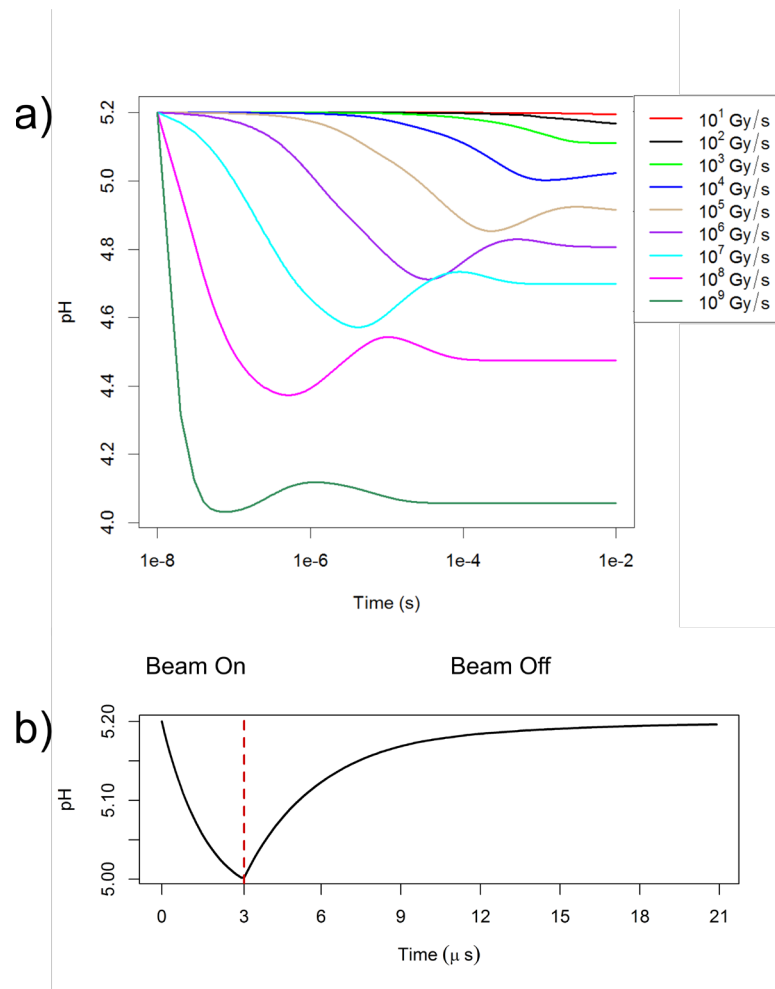 a)
5.2
5.0
4.8
4.6
4.4
4.2
4.0
pH
1e-8
1e-6
1e-4
1e-2
Time (s)
10¹ Gy/s
10² Gy/s
10³ Gy/s
10⁴ Gy/s
10⁵ Gy/s
10⁶ Gy/s
10⁷ Gy/s
10⁸ Gy/s
10⁹ Gy/s
Beam On
Beam Off
b)
5.20
5.10
5.00
pH
0
3
6
9
12
15
18
21
Time (μ s)